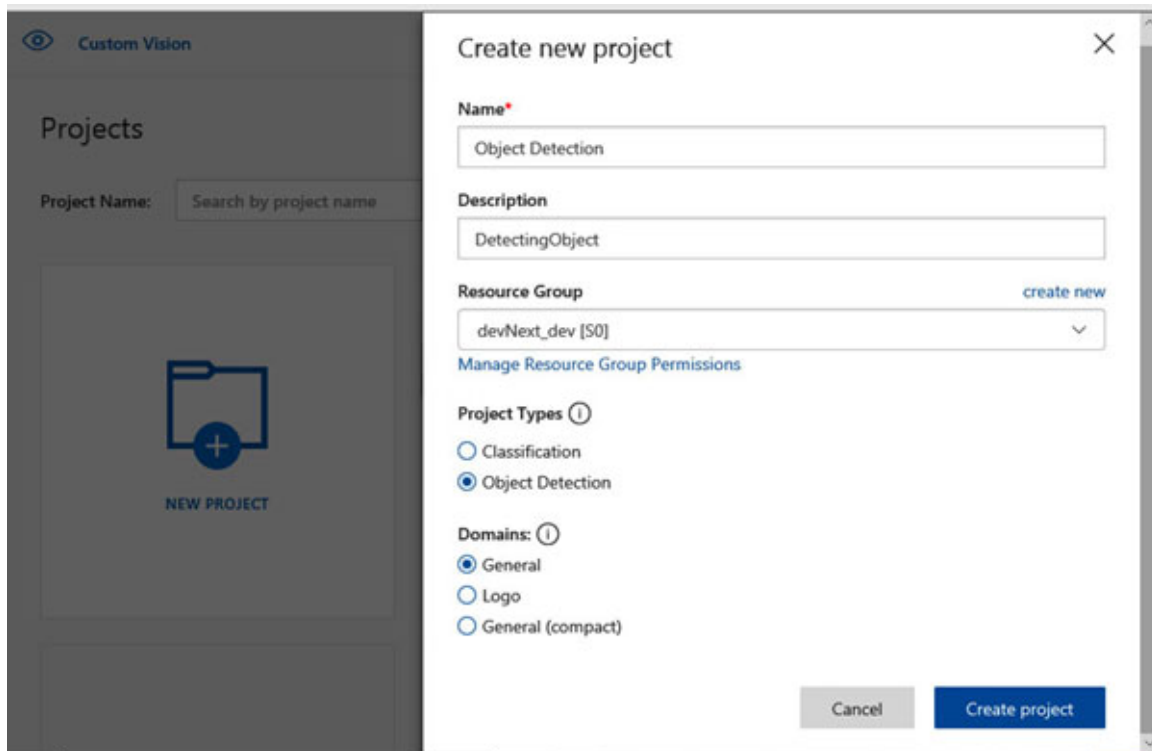 Custom Vision
Projects
Project Name:
Search by project name
NEW PROJECT
Create new project
Name*
Object Detection
Description
DetectingObject
Resource Group
create new
devNext_dev [S0]
Manage Resource Group Permissions
Project Types
Classification
Object Detection
Domains:
General
Logo
General (compact)
Cancel
Create project